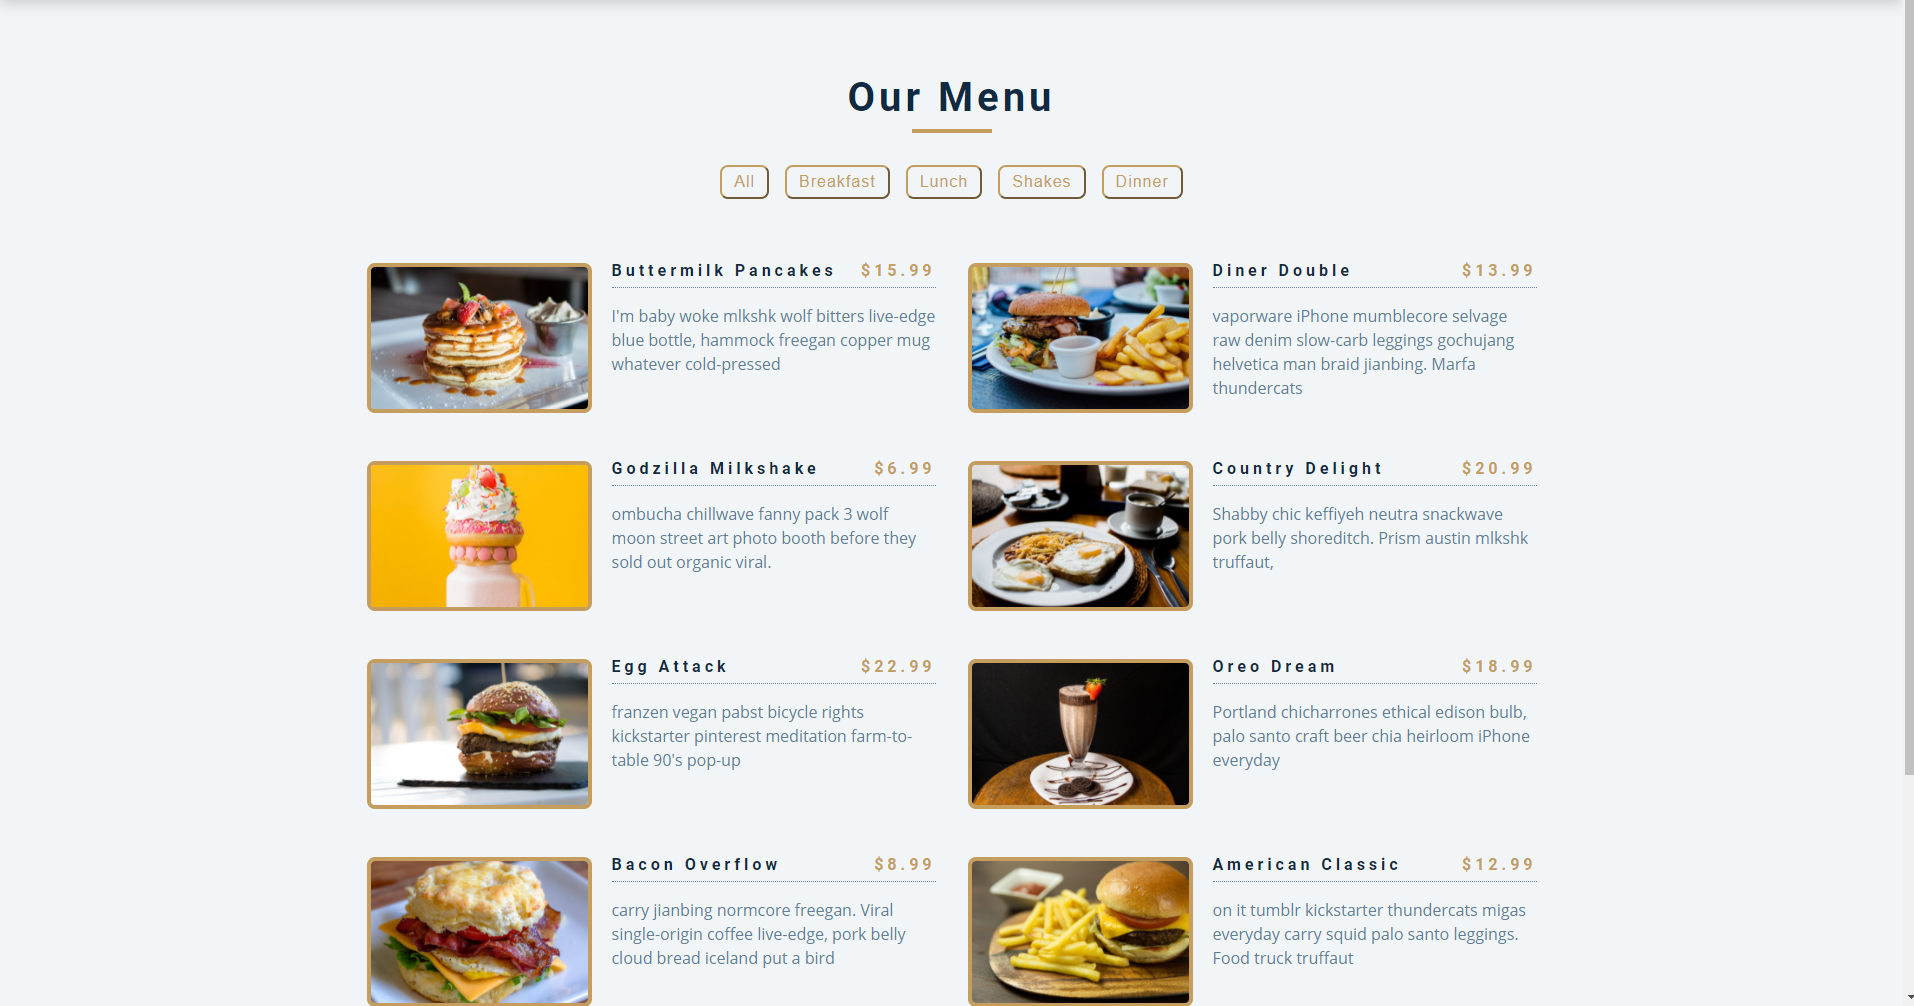 Our Menu
All
Breakfast
Lunch
Shakes
Dinner
Buttermilk Pancakes $15.99
I'm baby woke mlkshk wolf bitters live-edge
blue bottle, hammock freegan copper mug
whatever cold-pressed
Diner Double $13.99
vaporware iPhone mumblecore selvage
raw denim slow-carb leggings gochujang
helvetica man braid jianbing. Marfa
thundercats
Godzilla Milkshake $6.99
ombucha chillwave fanny pack 3 wolf
moon street art photo booth before they
sold out organic viral.
Country Delight $20.99
Shabby chic keffiyeh neutra snackwave
pork belly shoreditch. Prism austin mlkshk
truffaut,
Egg Attack $22.99
franzen vegan pabst bicycle rights
kickstarter pinterest meditation farm-to-
table 90's pop-up
Oreo Dream $18.99
Portland chicharrones ethical edison bulb,
palo santo craft beer chia heirloom iPhone
everyday
Bacon Overflow $8.99
carry jianbing normcore freegan. Viral
single-origin coffee live-edge, pork belly
cloud bread iceland put a bird
American Classic $12.99
on it tumblr kickstarter thundercats migas
everyday carry squid palo santo leggings.
Food truck truffaut